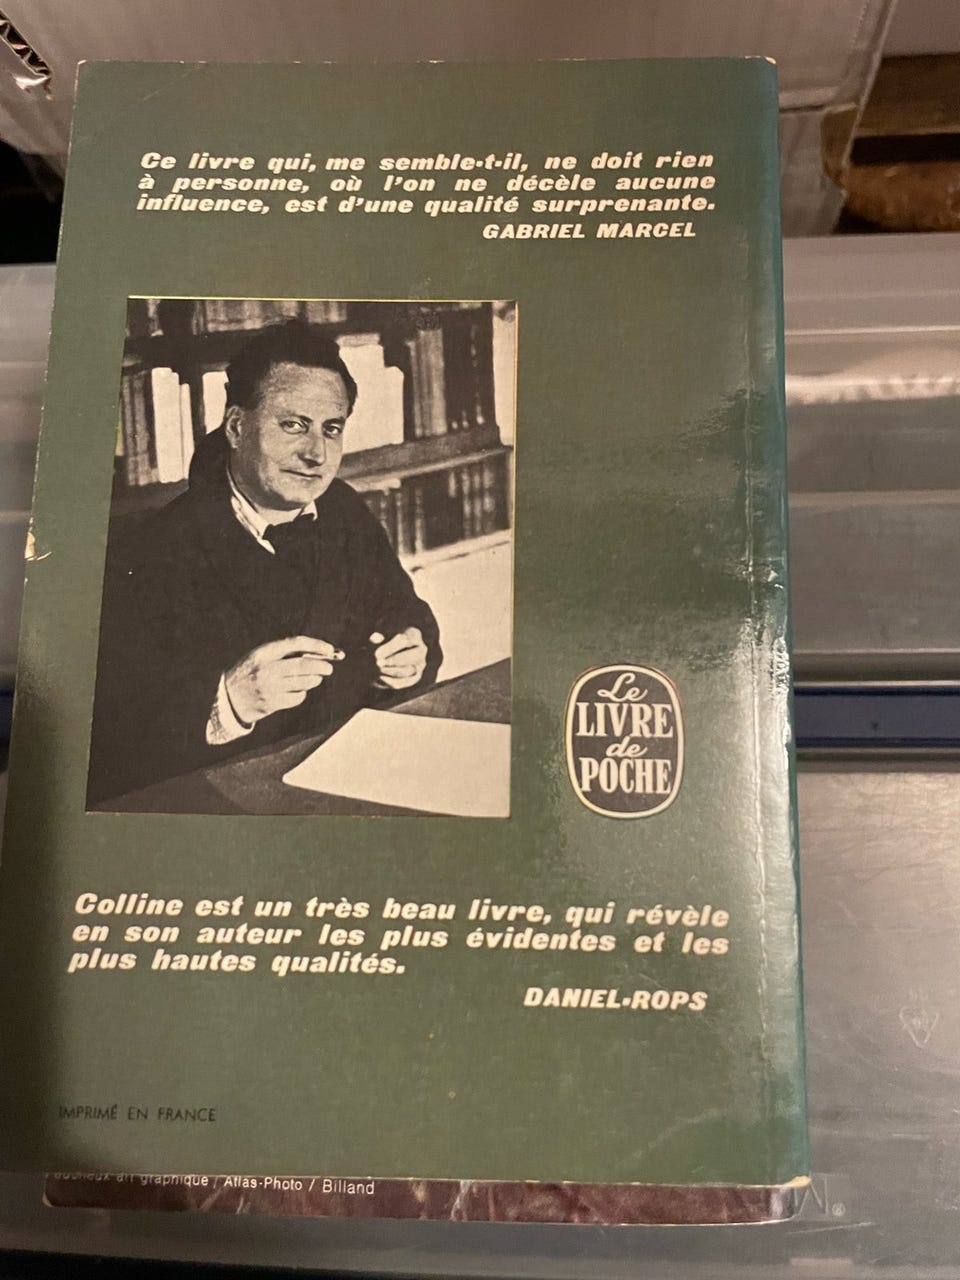 Ce livre qui, me semble-t-il, ne doit rien
à personne, où l'on ne décèle aucune
influence, est d'une qualité surprenante.
GABRIEL MARCEL
Le
LIVRE
de
POCHE
Colline est un très beau livre, qui révèle
en son auteur les plus évidentes et les
plus hautes qualités.
DANIEL-ROPS
IMPRIMÉ EN FRANCE
art graphique / Atlas-Photo / Billand